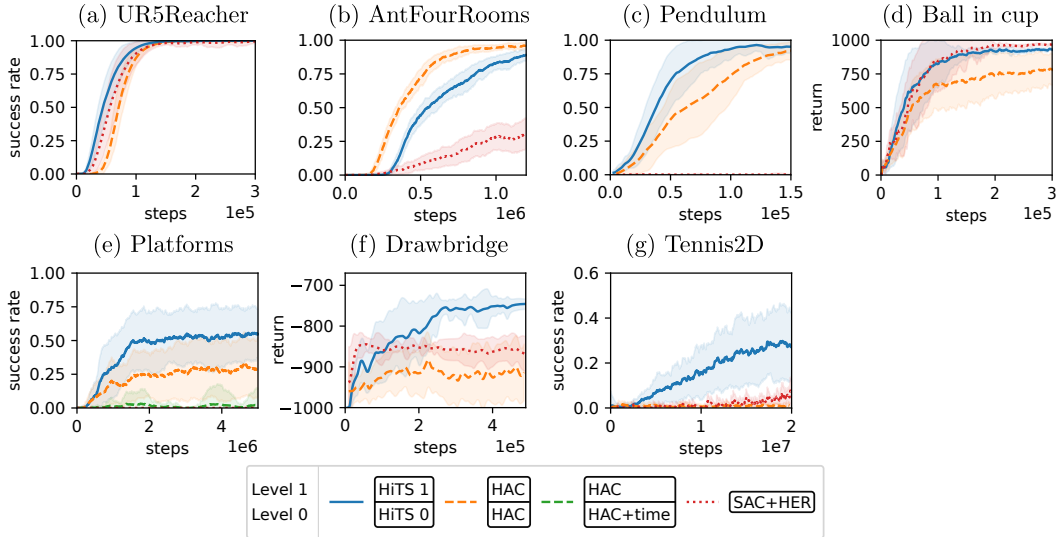 (a) UR5Reacher
(b) AntFourRooms
(c) Pendulum
(d) Ball in cup
success rate
1.00
0.75
0.50
0.25
0.00
0 1 2 3
steps 1e5
1.00
0.75
0.50
0.25
0.00
0.0 0.5 1.0
steps 1e6
1.00
0.75
0.50
0.25
0.00
0.0 0.5 1.0 1.5
steps 1e5
return
1000
750
500
250
0
0 1 2 3
steps 1e5
(e) Platforms
(f) Drawbridge
(g) Tennis2D
success rate
1.00
0.75
0.50
0.25
0.00
0 2 4
steps 1e6
return
−700
−800
−900
−1000
0 2 4
steps 1e5
success rate
0.6
0.4
0.2
0.0
0 1 2
steps 1e7
Level 1 HiTS 1 HAC HAC
Level 0 HiTS 0 HAC HAC+time
SAC+HER